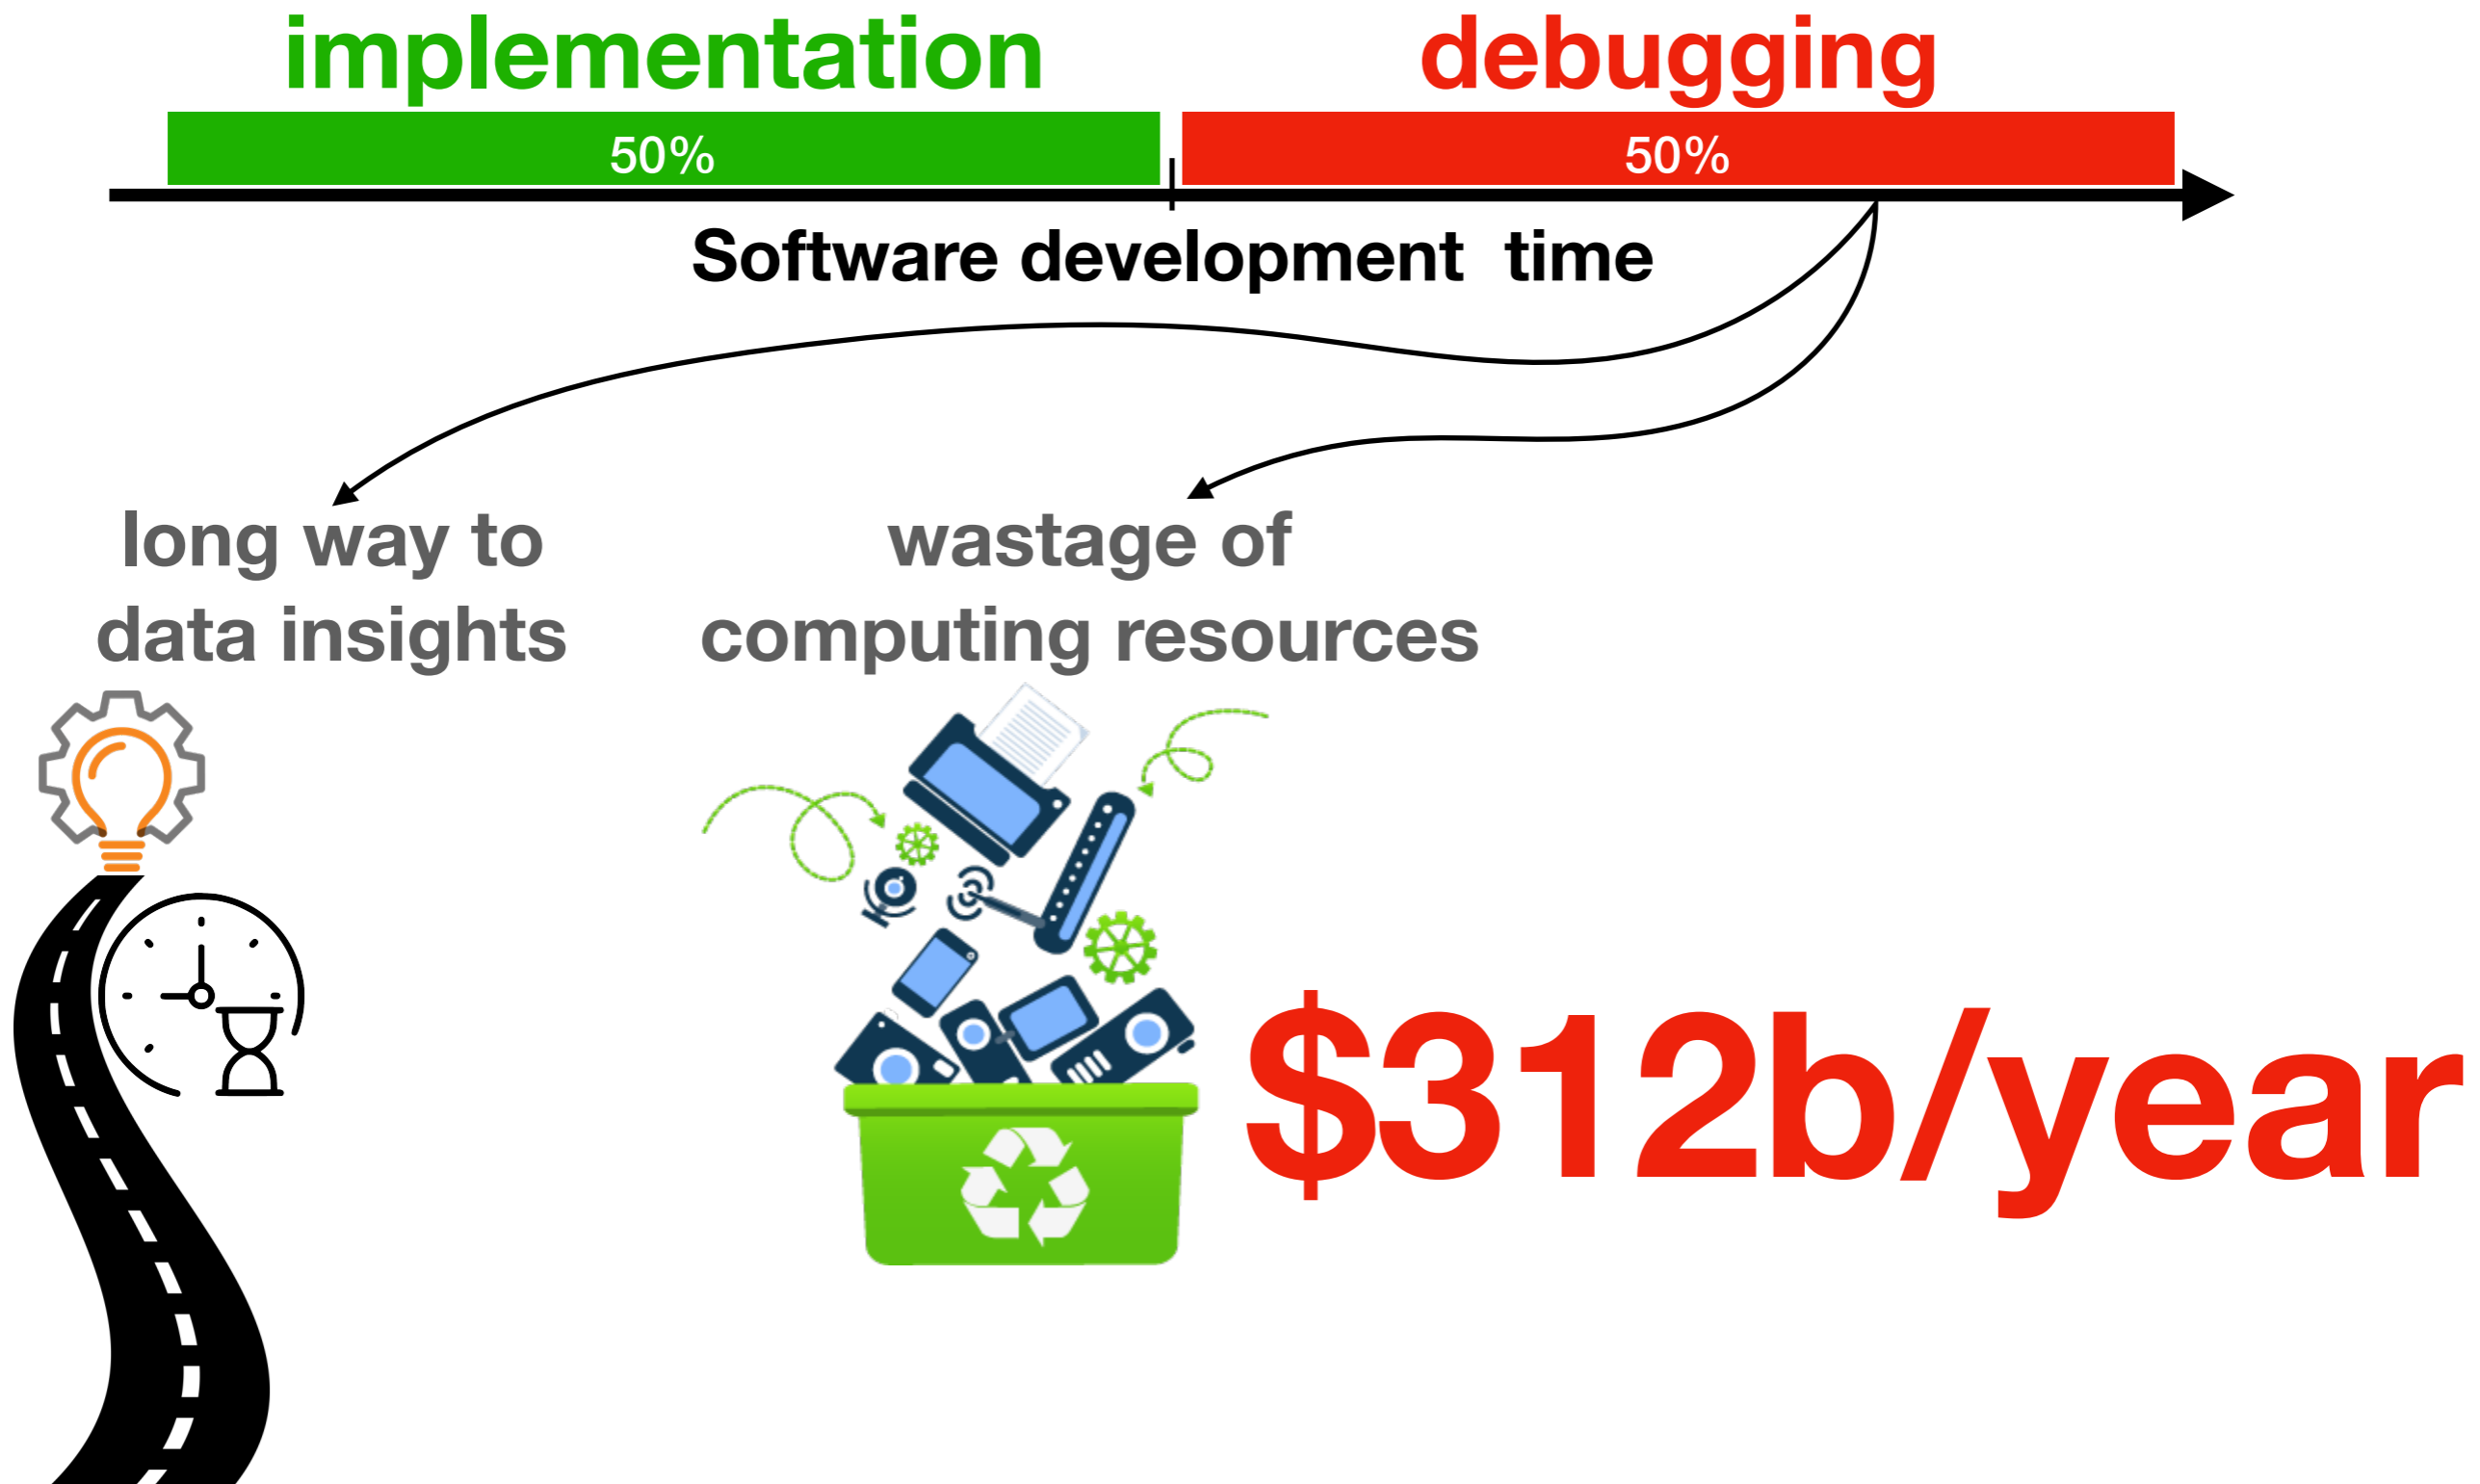 implementation
debugging
50%
50%
Software development time
long way to
data insights
wastage of
computing resources
$312b/year